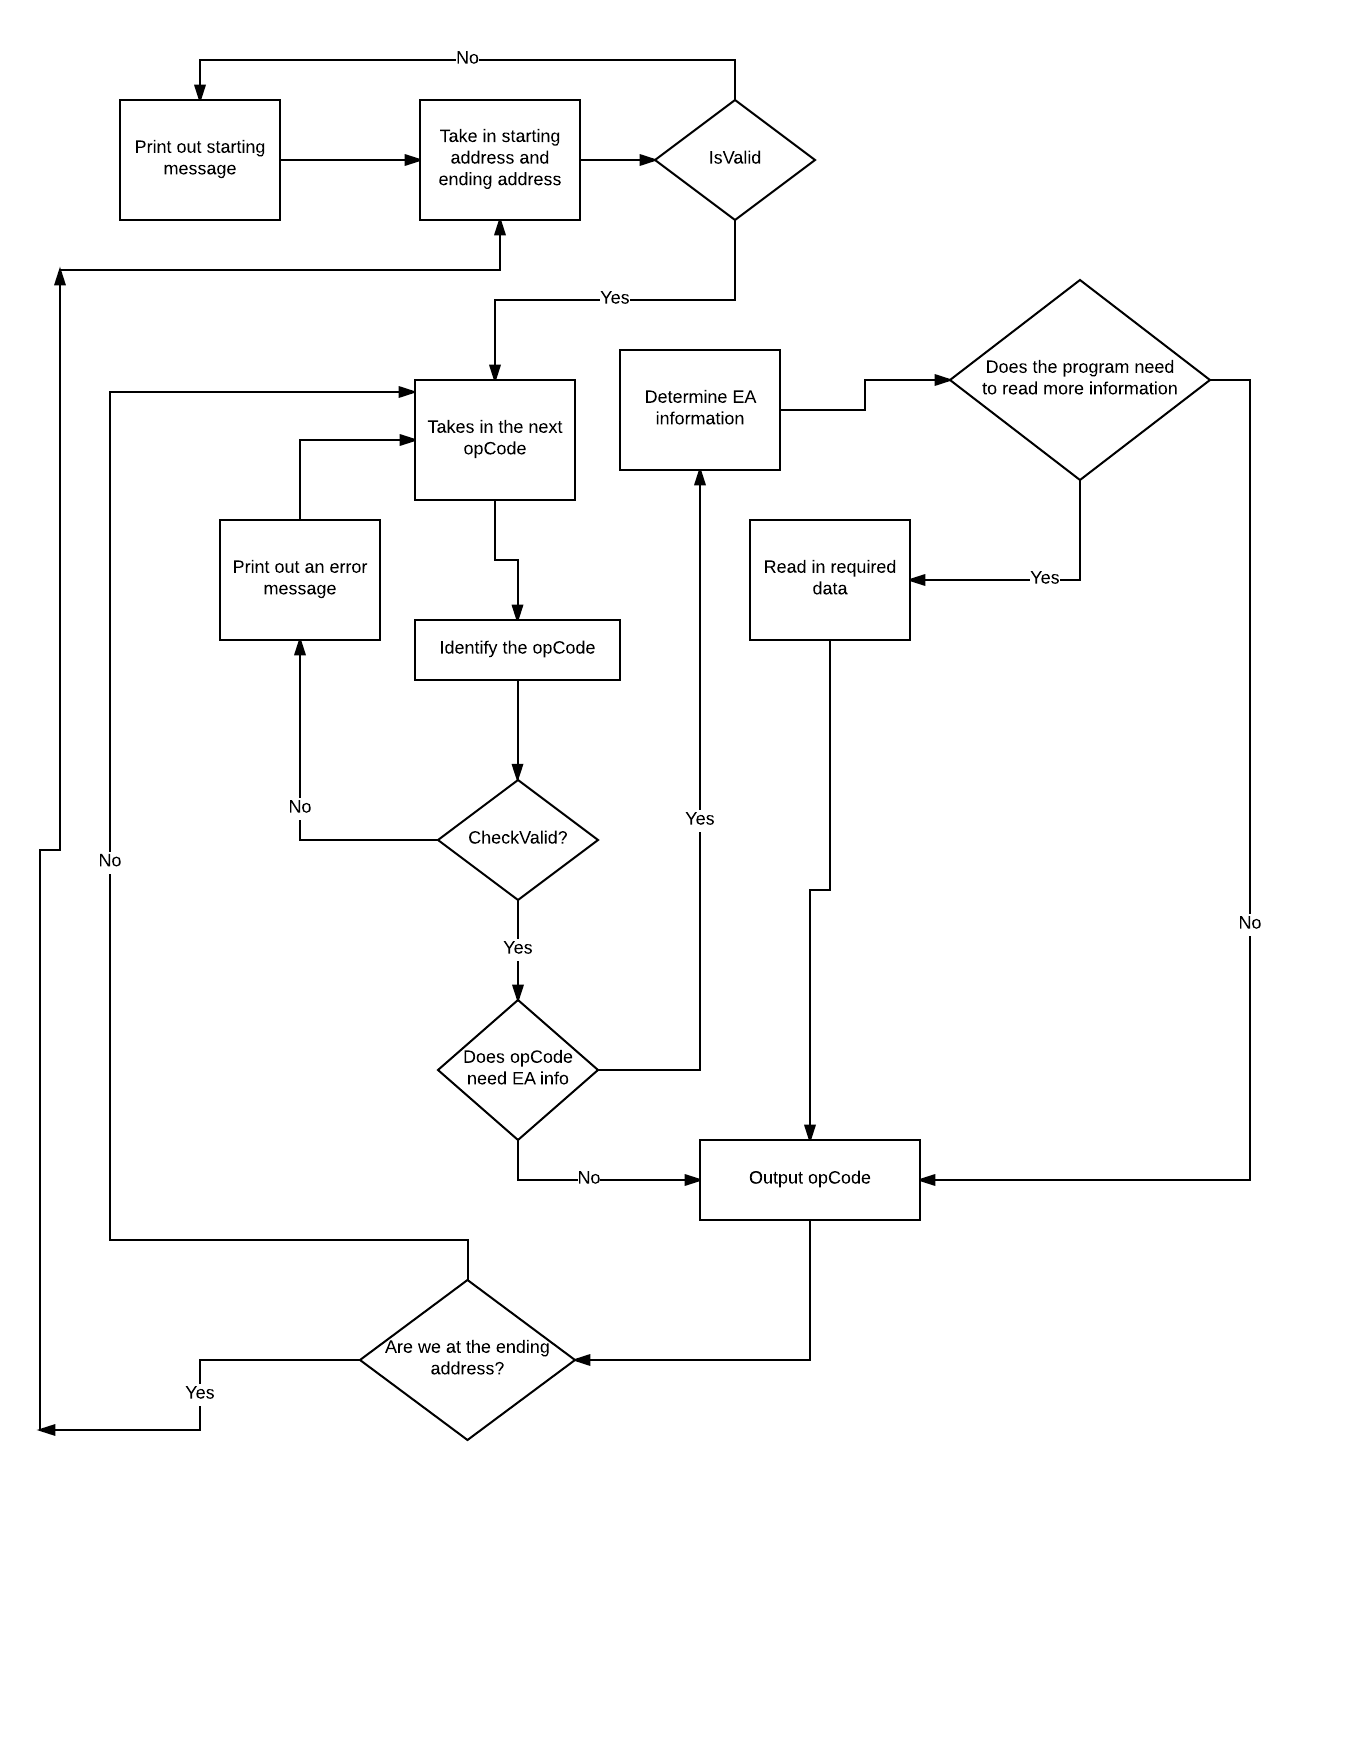 No
Print out starting
message
Take in starting
address and
ending address
IsValid
Yes
Does the program need
to read more information
Determine EA
information
Takes in the next
opCode
Print out an error
message
Read in required
data
Yes
Identify the opCode
No
Yes
CheckValid?
No
No
Yes
Does opCode
need EA info
No
Output opCode
Are we at the ending
address?
Yes